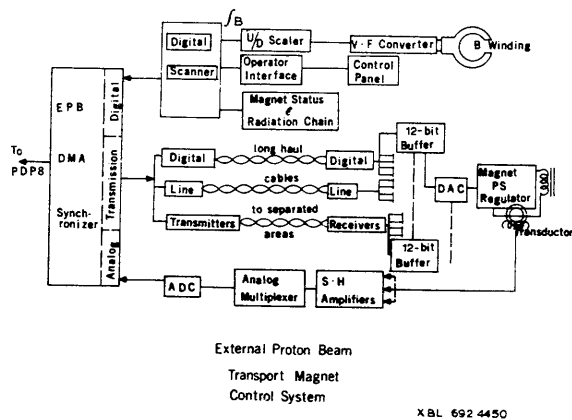 ∫B
Digital
U/D Scaler
V·F Converter
B Winding
Scanner
Operator Interface
Control Panel
Magnet Status
&
Radiation Chain
To
PDP8
EPB
DMA
Synch-
ronizer
Digital
Transmission
Analog
Digital
long haul
Digital
Line
cables
Line
Transmitters
to separated
areas
Receivers
12-bit
Buffer
12-bit
Buffer
DAC
Magnet
PS
Regulator
Transductor
ADC
Analog
Multiplexer
S·H
Amplifiers
External Proton Beam
Transport Magnet
Control System
XBL 692 4450